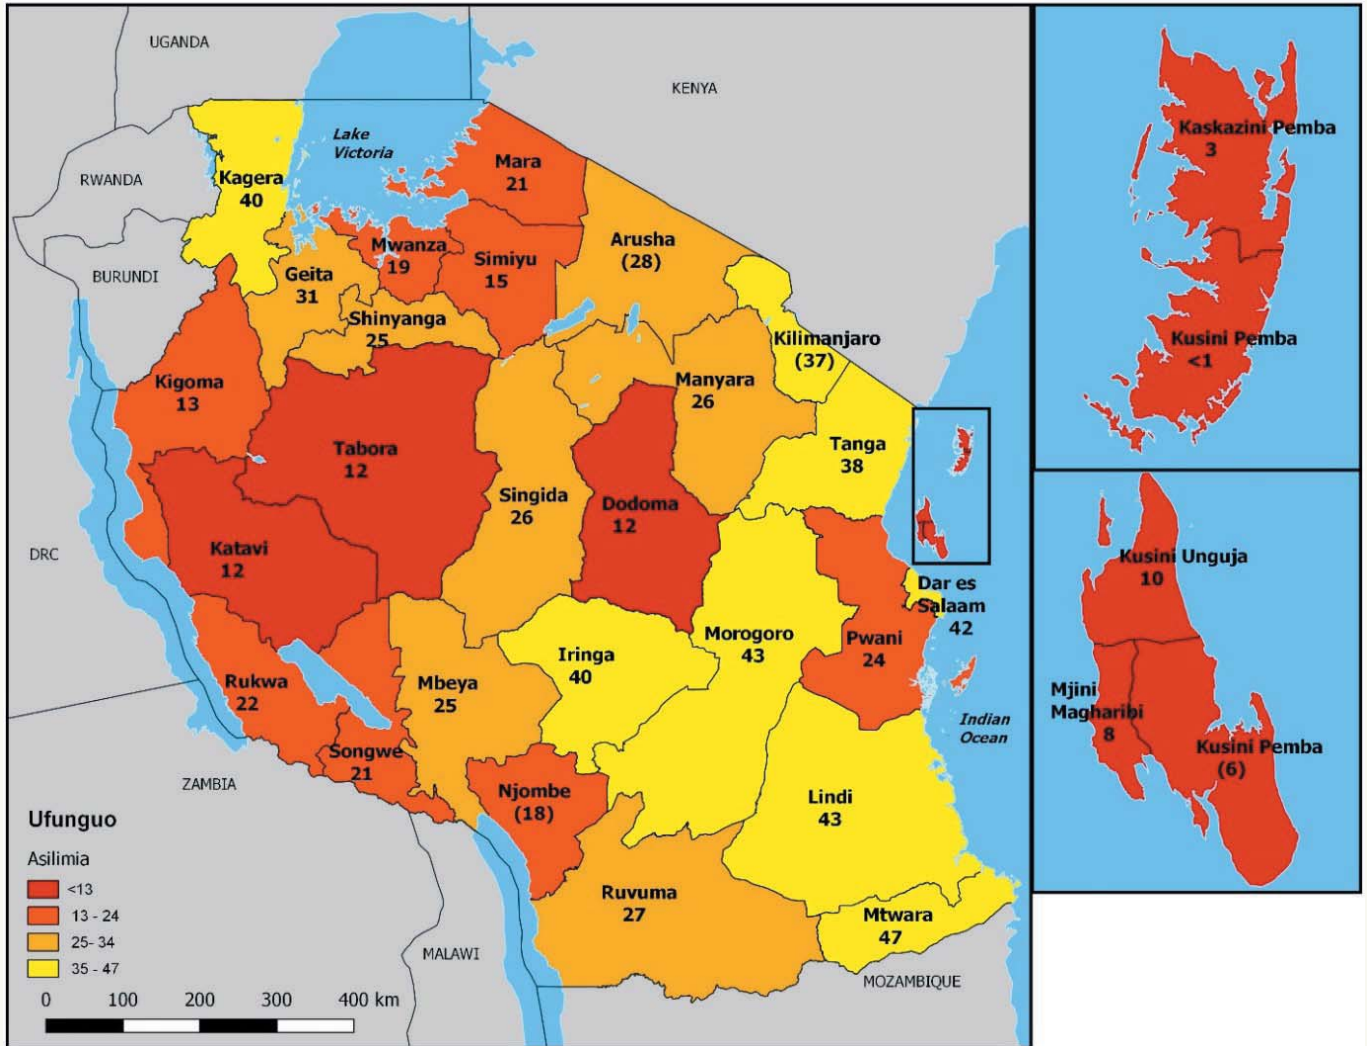 UGANDA
KENYA
RWANDA
BURUNDI
DRC
ZAMBIA
MALAWI
MOZAMBIQUE
Lake
Victoria
Indian
Ocean
Kagera
40
Mara
21
Mwanza
19
Simiyu
15
Geita
31
Shinyanga
25
Arusha
(28)
Kilimanjaro
(37)
Manyara
26
Tanga
38
Kigoma
13
Tabora
12
Katavi
12
Singida
26
Dodoma
12
Dar es
Salaam
42
Morogoro
43
Pwani
24
Iringa
40
Mbeya
25
Rukwa
22
Songwe
21
Njombe
(18)
Lindi
43
Ruvuma
27
Mtwara
47
Ufunguo
Asilimia
<13
13 - 24
25- 34
35 - 47
0 100 200 300 400 km
Kaskazini Pemba
3
Kusini Pemba
<1
Kusini Unguja
10
Mjini
Magharibi
8
Kusini Pemba
(6)